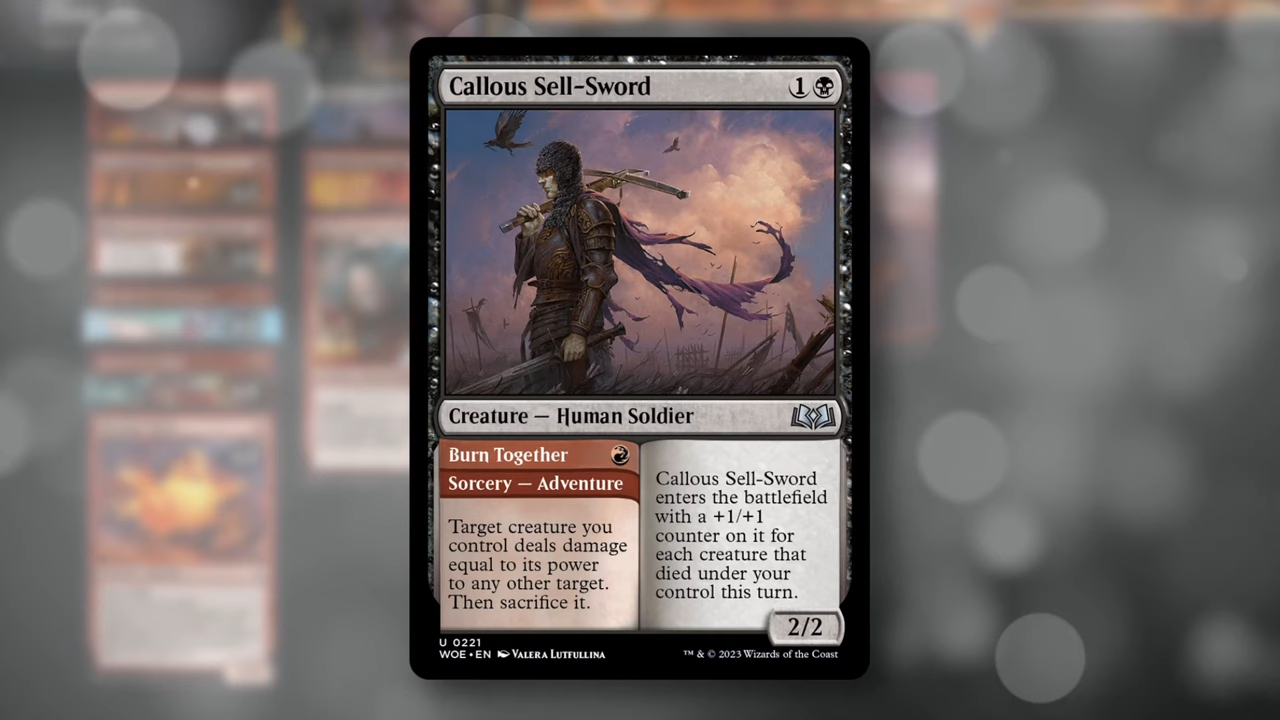 Callous Sell-Sword 1
Creature — Human Soldier
Burn Together
Sorcery — Adventure
Target creature you
control deals damage
equal to its power
to any other target.
Then sacrifice it.
Callous Sell-Sword
enters the battlefield
with a +1/+1
counter on it for
each creature that
died under your
control this turn.
2/2
U 0221
WOE • EN VALERA LUTFULLINA
™ & © 2023 Wizards of the Coast